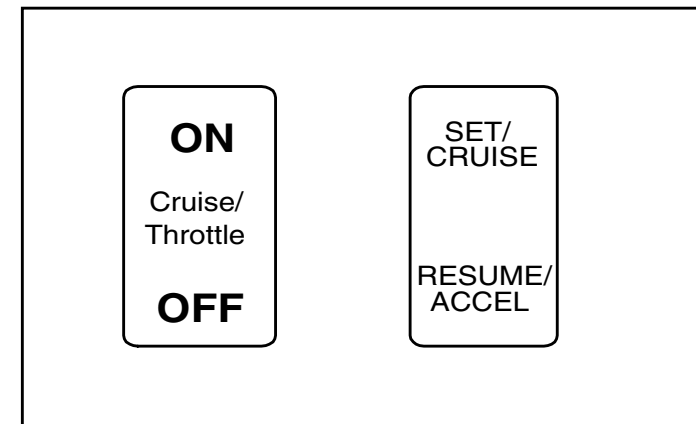 ON
Cruise/
Throttle
OFF
SET/
CRUISE
RESUME/
ACCEL